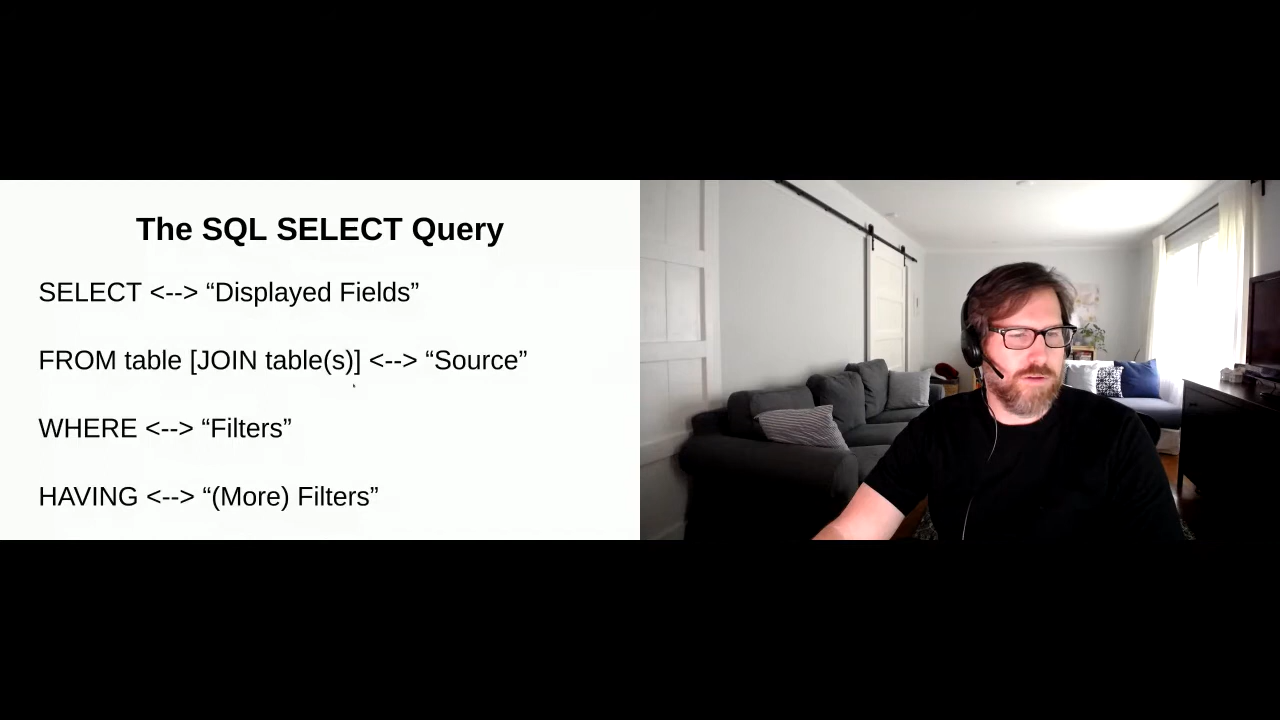 The SQL SELECT Query
SELECT <--> “Displayed Fields”
FROM table [JOIN table(s)] <--> “Source”
WHERE <--> “Filters”
HAVING <--> “(More) Filters”